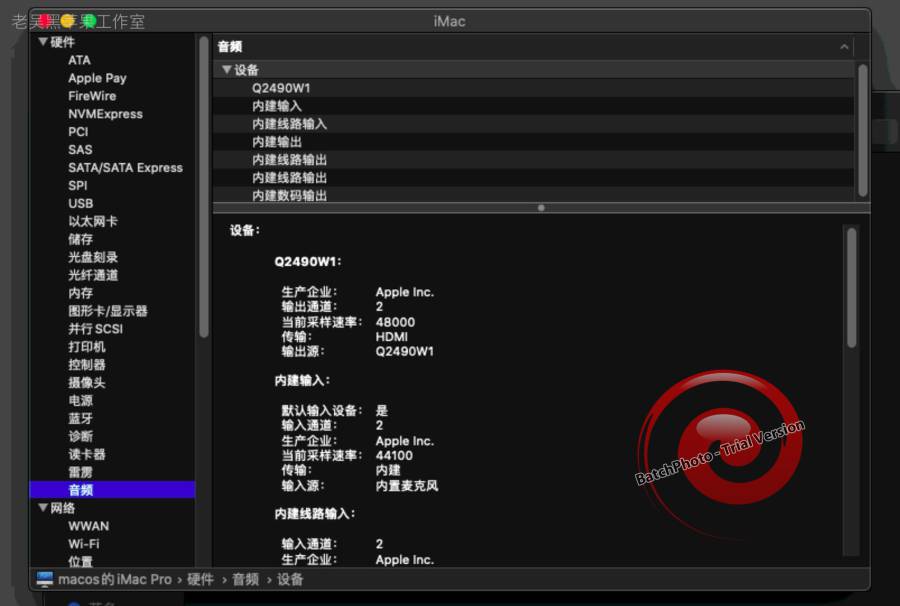 老吴黑苹果工作室
iMac
硬件
ATA
Apple Pay
FireWire
NVMExpress
PCI
SAS
SATA/SATA Express
SPI
USB
以太网卡
储存
光盘刻录
光纤通道
内存
图形卡/显示器
并行 SCSI
打印机
控制器
摄像头
电源
蓝牙
诊断
读卡器
雷雳
音频
网络
WWAN
Wi-Fi
位置
音频
设备
Q2490W1
内建输入
内建线路输入
内建输出
内建线路输出
内建线路输出
内建数码输出
设备：
Q2490W1：
生产企业： Apple Inc.
输出通道： 2
当前采样速率： 48000
传输： HDMI
输出源： Q2490W1
内建输入：
默认输入设备： 是
输入通道： 2
生产企业： Apple Inc.
当前采样速率： 44100
传输： 内建
输入源： 内置麦克风
内建线路输入：
输入通道： 2
生产企业： Apple Inc.
BatchPhoto - Trial Version
macos的iMac Pro › 硬件 › 音频 › 设备